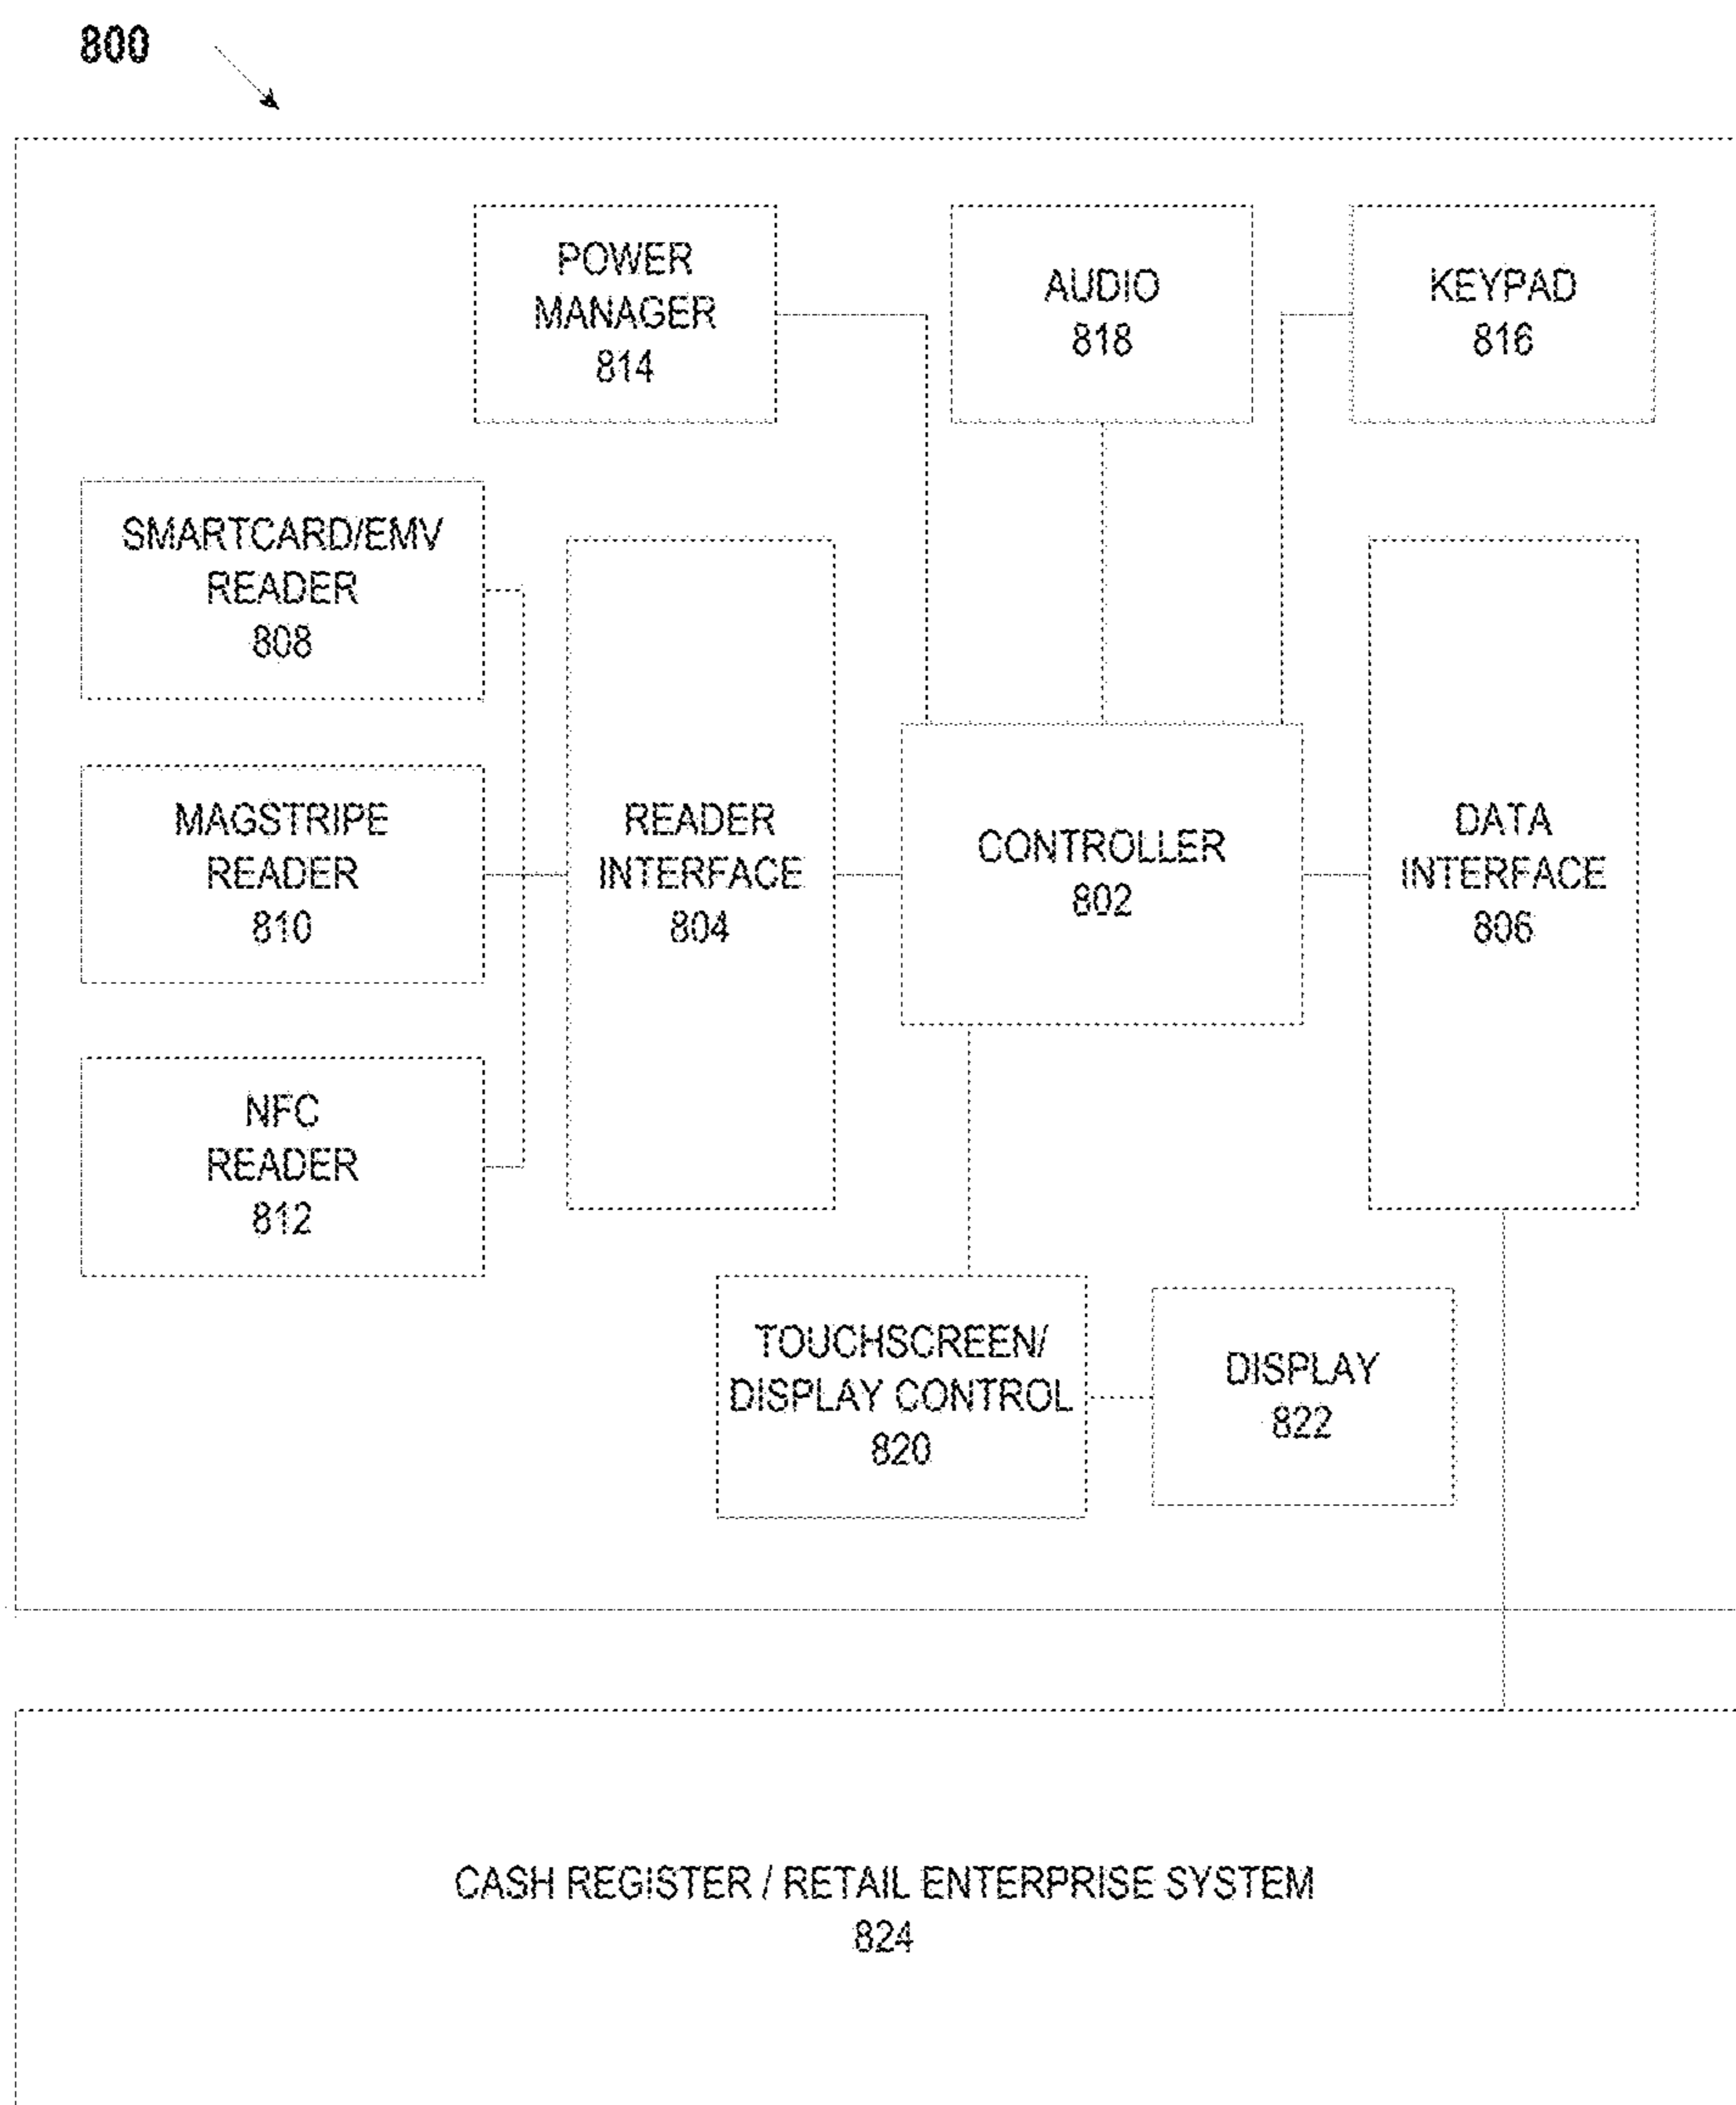 800
POWER
MANAGER
814
AUDIO
818
KEYPAD
816
SMARTCARD/EMV
READER
808
MAGSTRIPE
READER
810
READER
INTERFACE
804
CONTROLLER
802
DATA
INTERFACE
806
NFC
READER
812
TOUCHSCREEN/
DISPLAY CONTROL
820
DISPLAY
822
CASH REGISTER / RETAIL ENTERPRISE SYSTEM
824